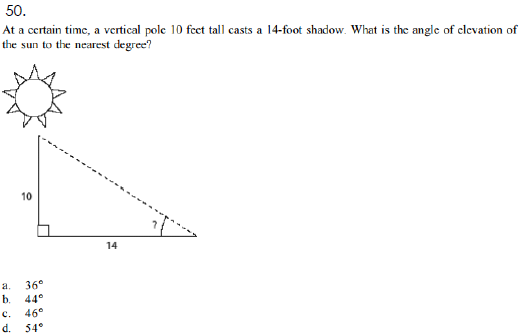 50.
At a certain time, a vertical pole 10 feet tall casts a 14-foot shadow. What is the angle of elevation of
the sun to the nearest degree?
10
?
14
a. 36°
b. 44°
c. 46°
d. 54°